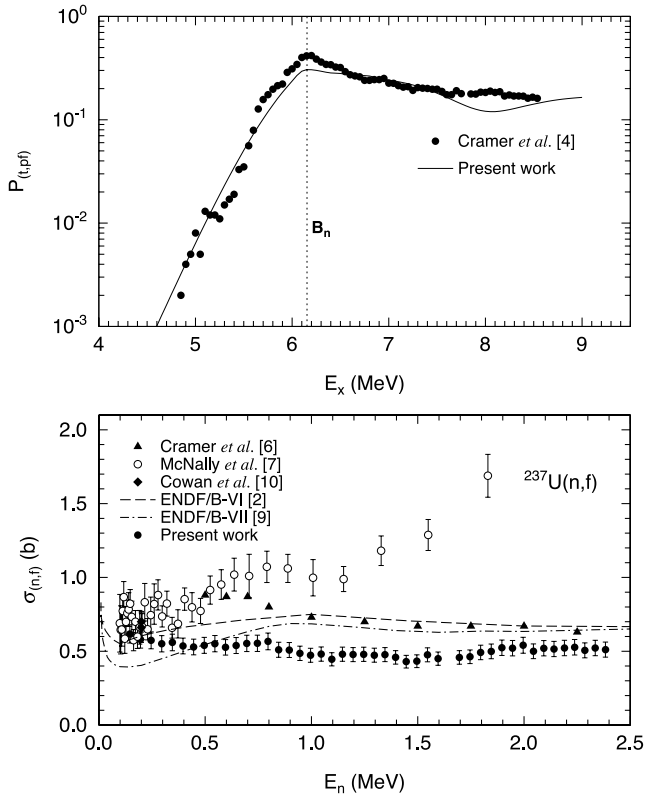 10⁰
10⁻¹
10⁻²
10⁻³
P(t,pf)
Cramer et al. [4]
Present work
Bn
4 5 6 7 8 9
Ex (MeV)
2.0
1.5
1.0
0.5
0.0
σ(n,f) (b)
Cramer et al. [6]
McNally et al. [7]
Cowan et al. [10]
ENDF/B-VI [2]
ENDF/B-VII [9]
Present work
²³⁷U(n,f)
0.0 0.5 1.0 1.5 2.0 2.5
En (MeV)